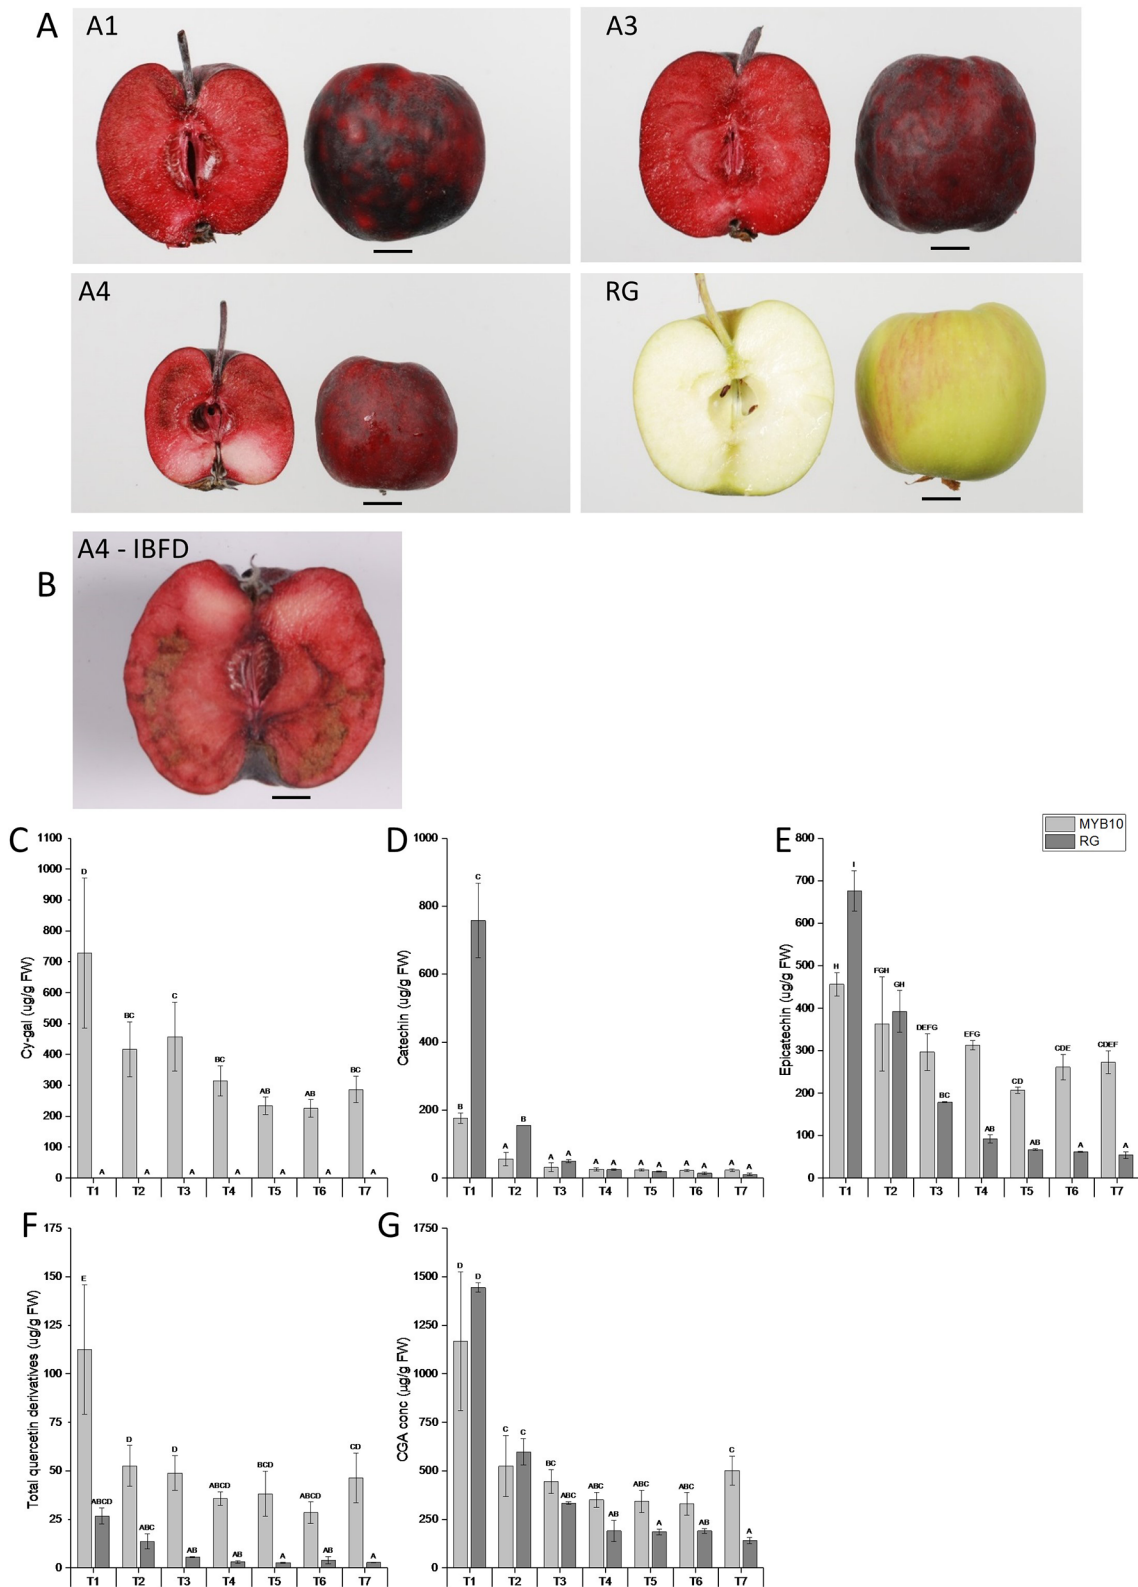 A
A1
A3
A4
RG
B
A4 - IBFD
MYB10
RG
C
Cy-gal (ug/g FW)
1100
1000
900
800
700
600
500
400
300
200
100
0
D
BC
C
BC
AB
AB
BC
A A A A A A A
T1 T2 T3 T4 T5 T6 T7
D
Catechin (ug/g FW)
1000
800
600
400
200
0
B C
A B
A A
A A
A A
A A
A A
T1 T2 T3 T4 T5 T6 T7
E
Epicatechin (ug/g FW)
800
700
600
500
400
300
200
100
0
H I
FGH GH
DEFG BC
EFG AB
CD AB
CDE A
CDEF A
T1 T2 T3 T4 T5 T6 T7
F
Total quercetin derivatives (ug/g FW)
175
150
125
100
75
50
25
0
E ABCD
D ABC
D AB
ABCD AB
BCD A
ABCD AB
CD A
T1 T2 T3 T4 T5 T6 T7
G
CGA conc (µg/g FW)
1750
1500
1250
1000
750
500
250
0
D D
C C
BC ABC
ABC AB
ABC A
ABC AB
C A
T1 T2 T3 T4 T5 T6 T7